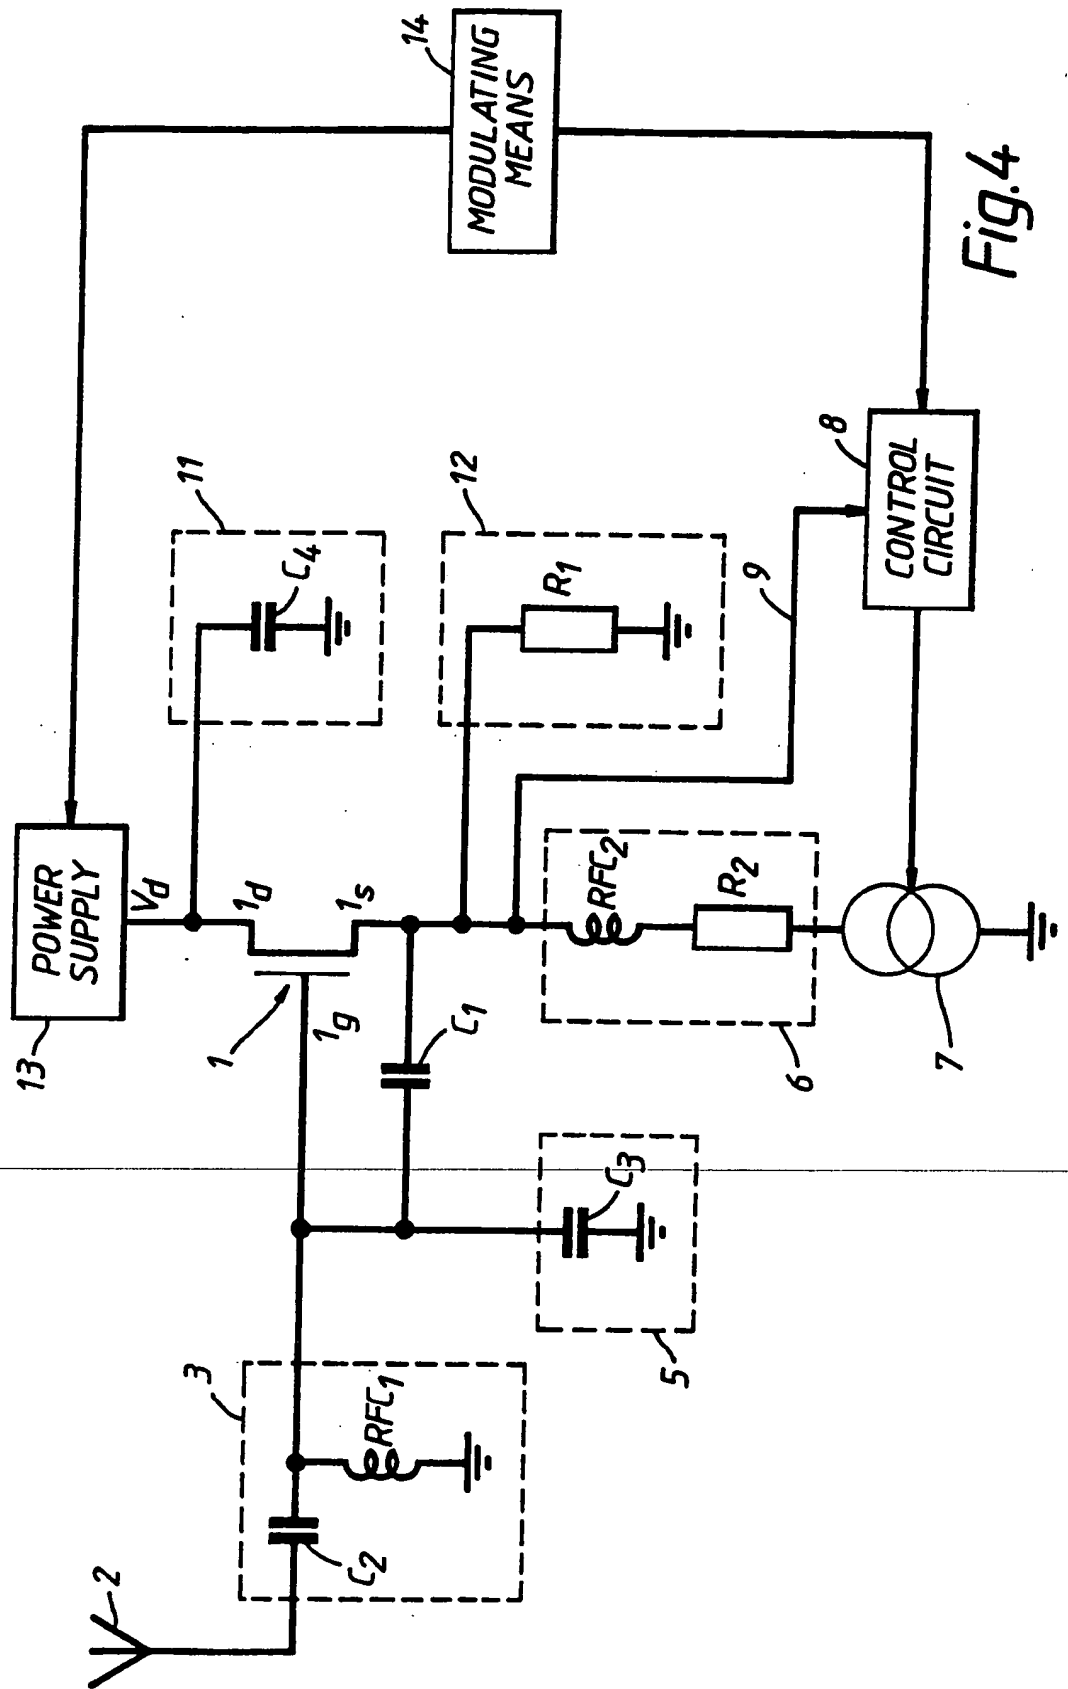 2
C2
3
RFC1
5
C3
C1
13
POWER
SUPPLY
Vd
1
1g
1d
1s
11
C4
12
R1
9
6
RFC2
R2
7
8
CONTROL
CIRCUIT
14
MODULATING
MEANS
Fig.4